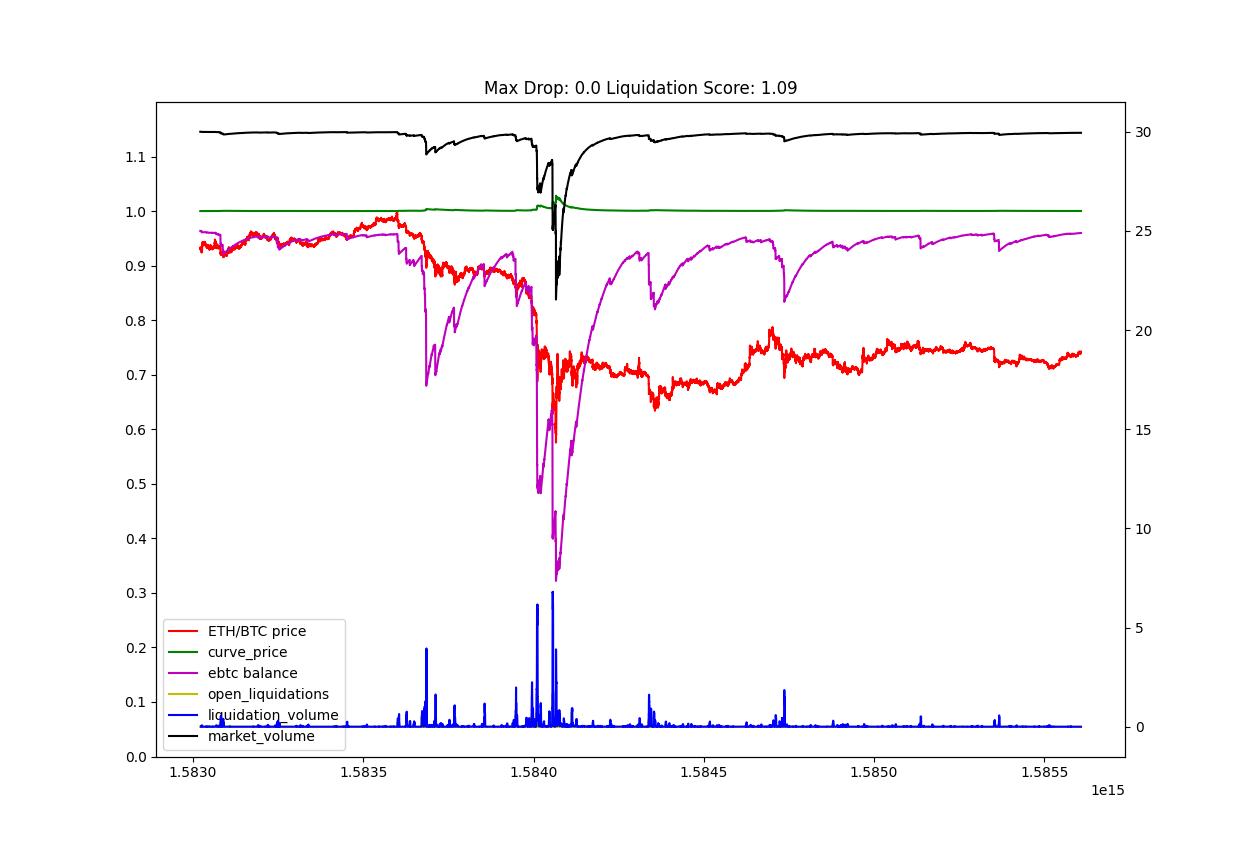 Max Drop: 0.0 Liquidation Score: 1.09
1.1
1.0
0.9
0.8
0.7
0.6
0.5
0.4
0.3
0.2
0.1
0.0
30
25
20
15
10
5
0
ETH/BTC price
curve_price
ebtc balance
open_liquidations
liquidation_volume
market_volume
1.5830 1.5835 1.5840 1.5845 1.5850 1.5855
1e15